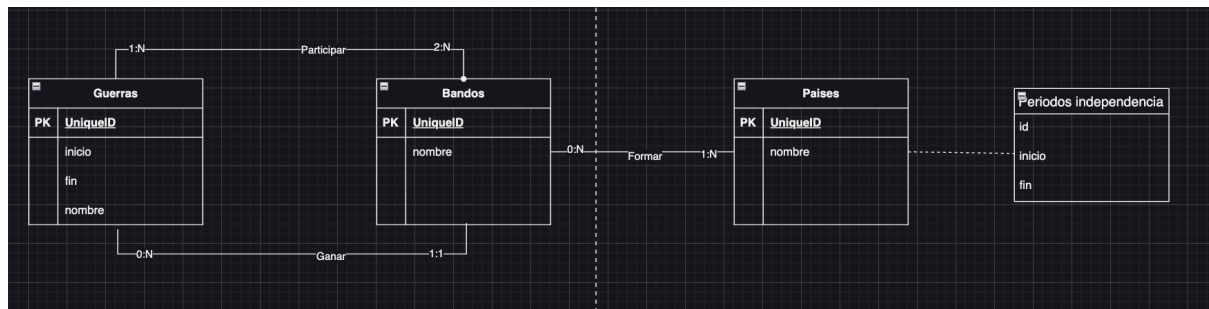 1:N
Participar
2:N
Guerras
PK
UniqueID
inicio
fin
nombre
Bandos
PK
UniqueID
nombre
0:N
Formar
1:N
Paises
PK
UniqueID
nombre
Periodos independencia
id
inicio
fin
0:N
Ganar
1:1